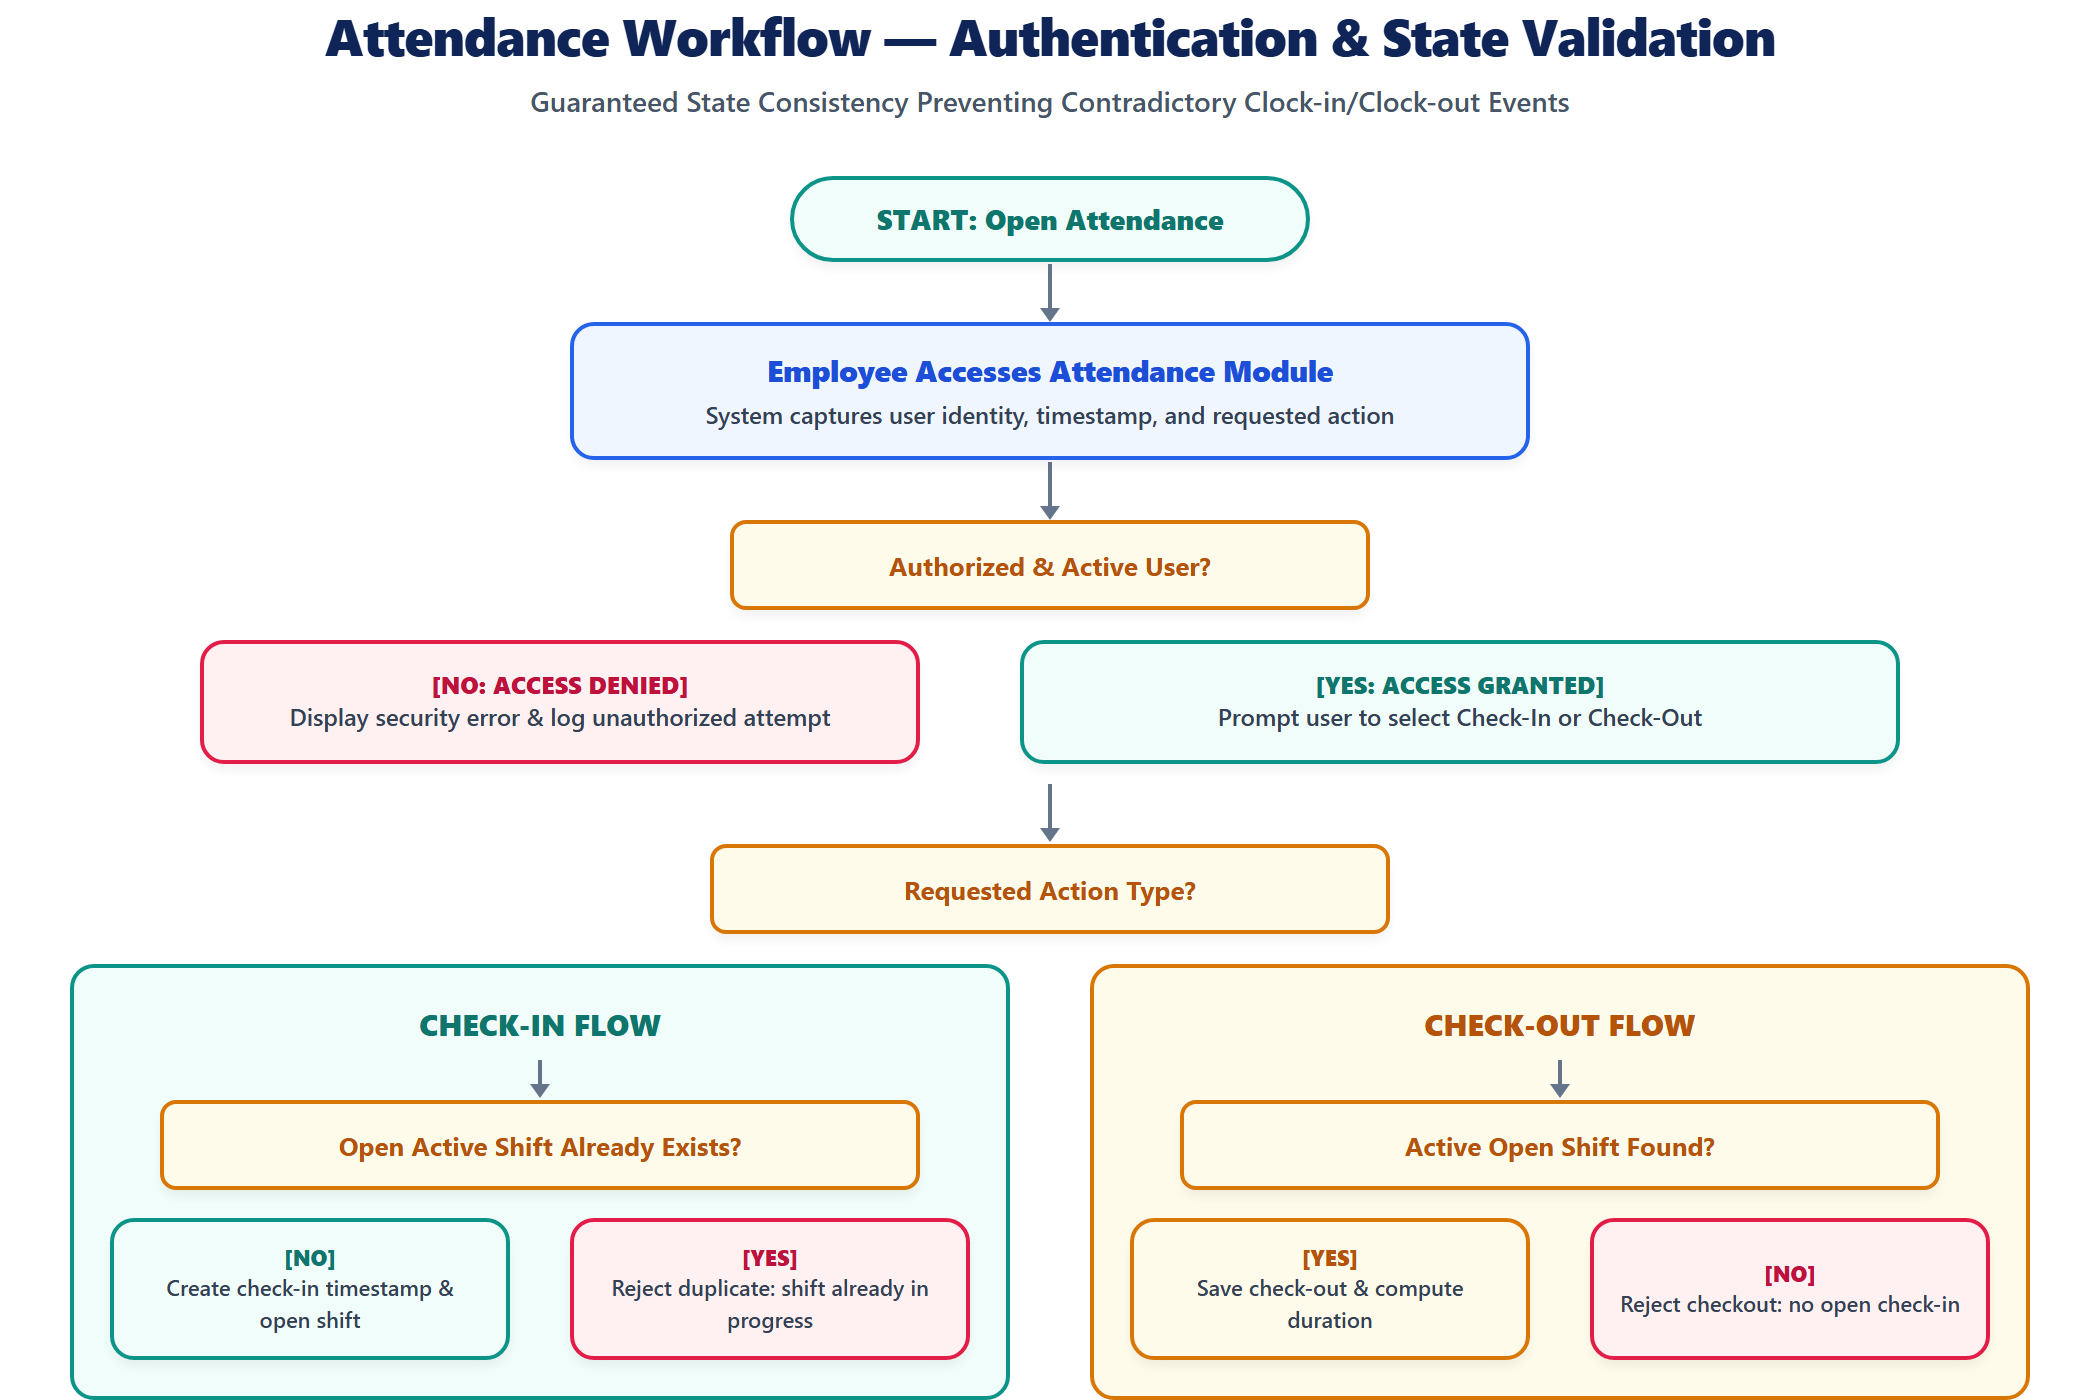 Attendance Workflow — Authentication & State Validation
Guaranteed State Consistency Preventing Contradictory Clock-in/Clock-out Events
START: Open Attendance
Employee Accesses Attendance Module
System captures user identity, timestamp, and requested action
Authorized & Active User?
[NO: ACCESS DENIED]
Display security error & log unauthorized attempt
[YES: ACCESS GRANTED]
Prompt user to select Check-In or Check-Out
Requested Action Type?
CHECK-IN FLOW
Open Active Shift Already Exists?
[NO]
Create check-in timestamp &
open shift
[YES]
Reject duplicate: shift already in
progress
CHECK-OUT FLOW
Active Open Shift Found?
[YES]
Save check-out & compute
duration
[NO]
Reject checkout: no open check-in